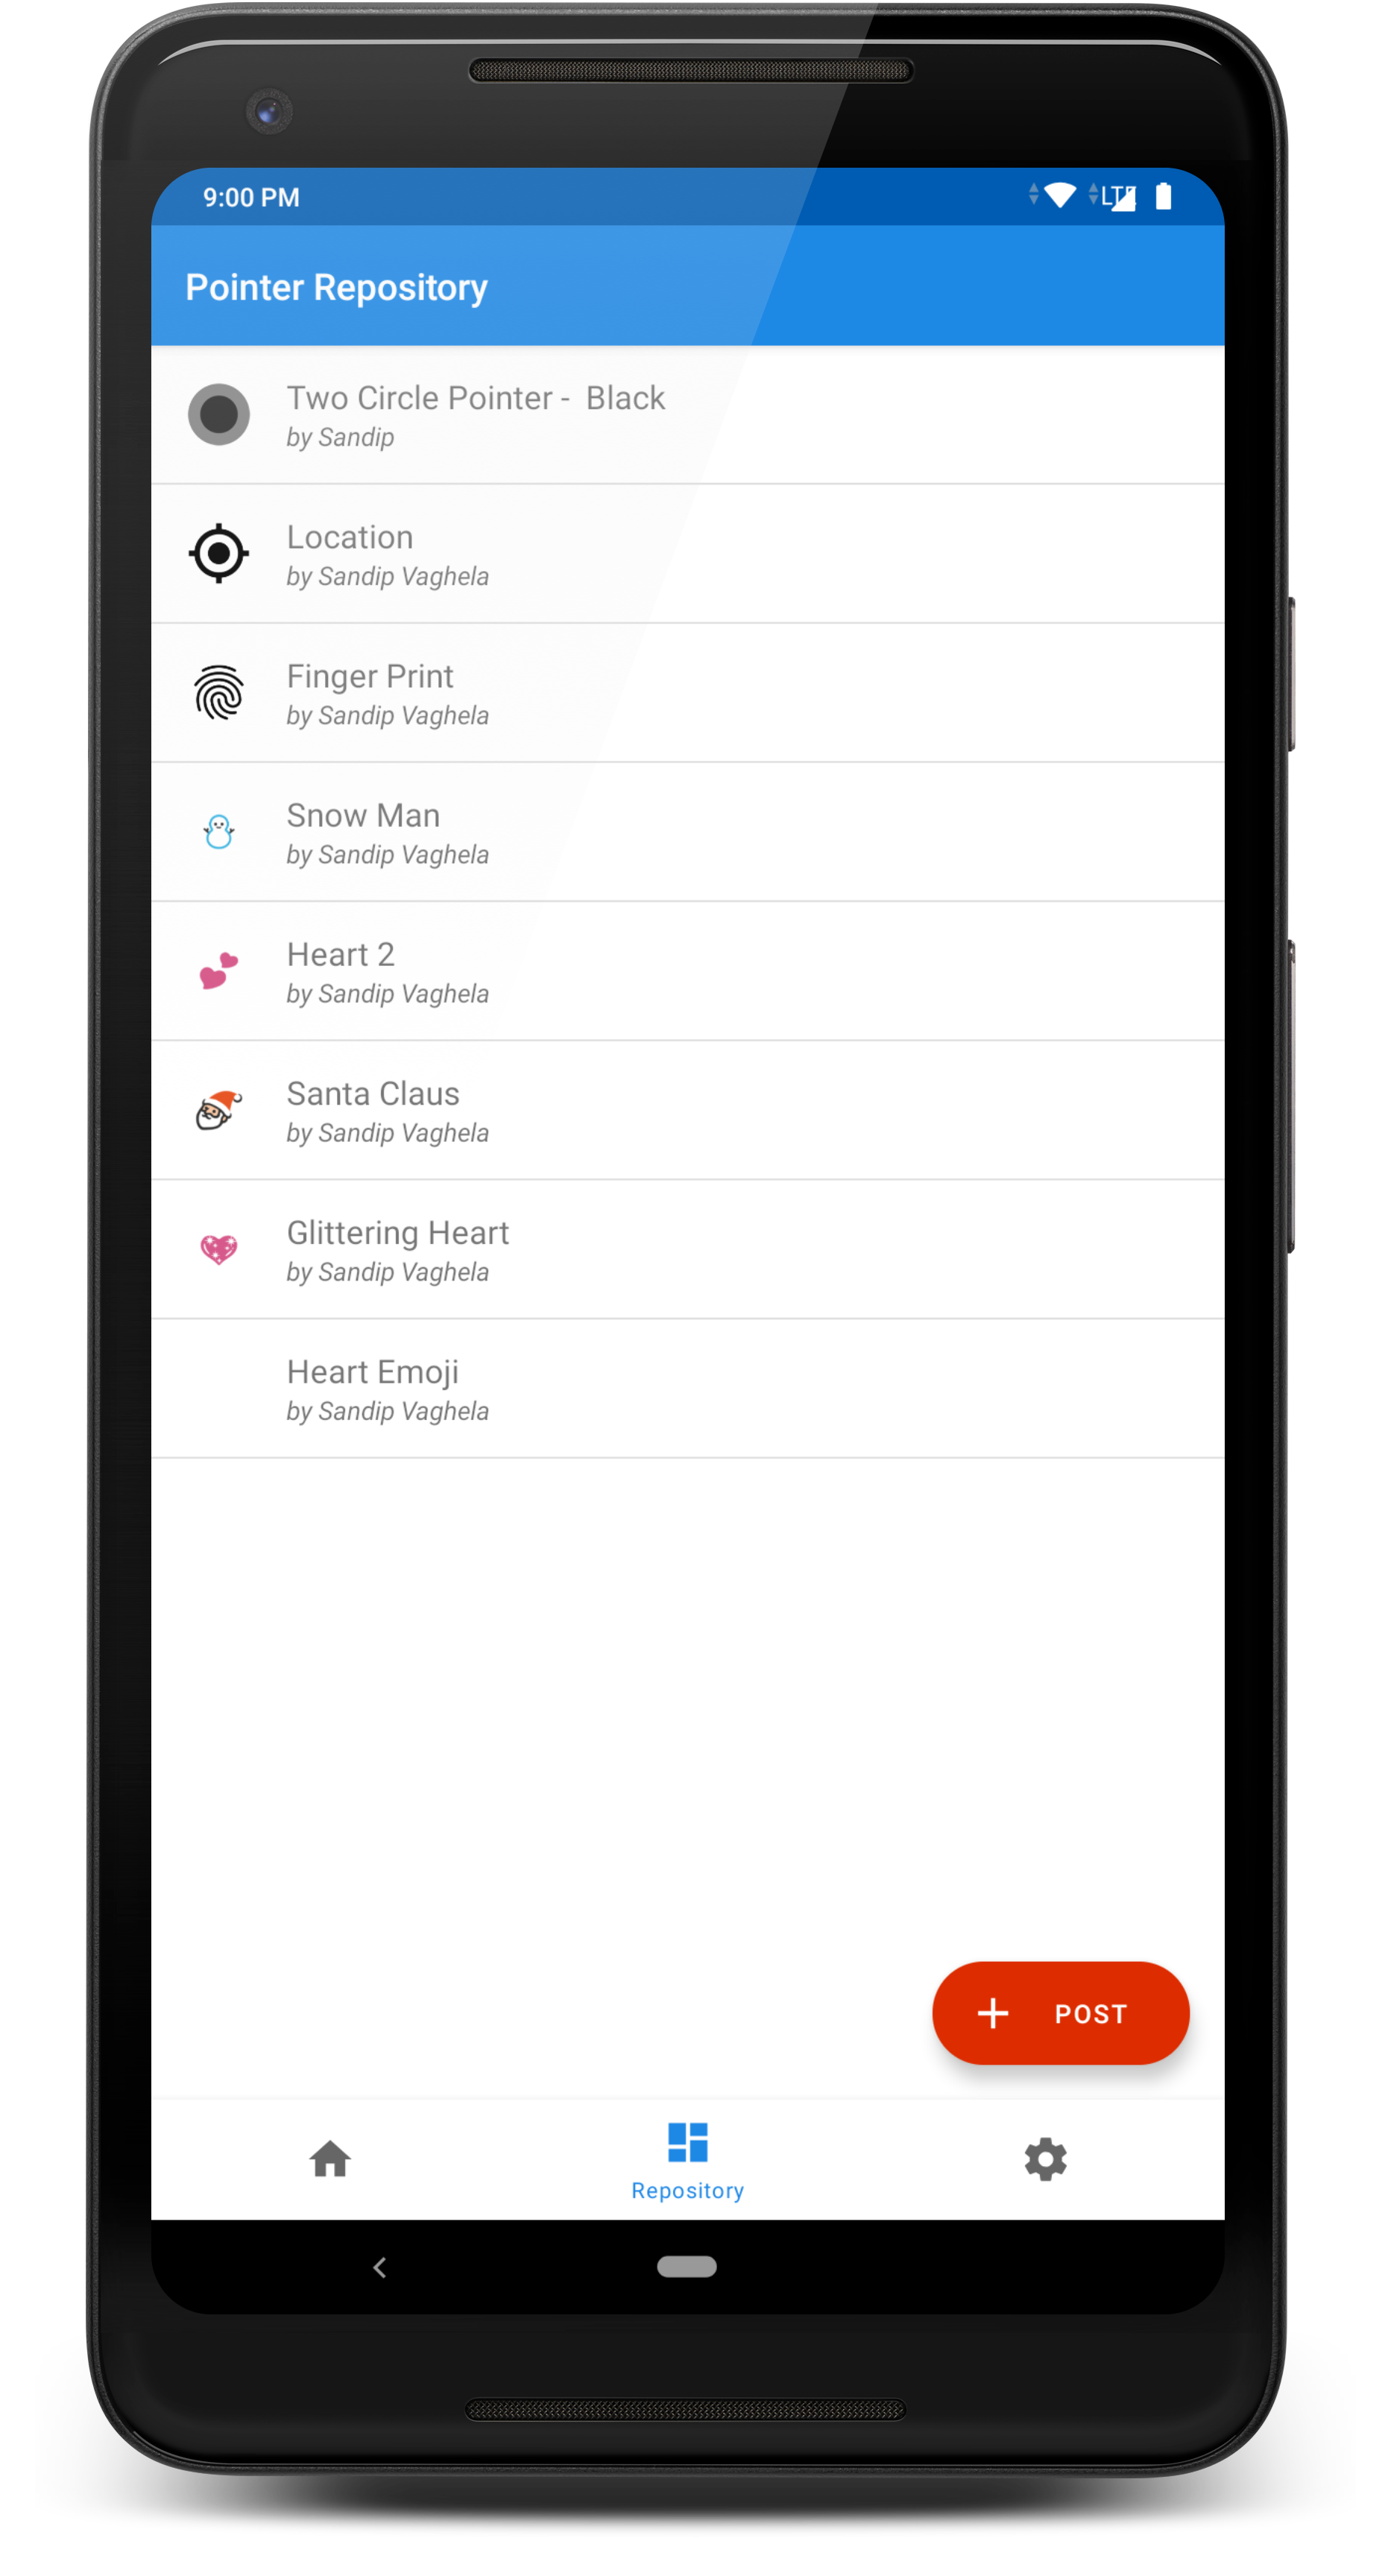 9:00 PM
LTE
Pointer Repository
Two Circle Pointer -  Black
by Sandip
Location
by Sandip Vaghela
Finger Print
by Sandip Vaghela
Snow Man
by Sandip Vaghela
Heart 2
by Sandip Vaghela
Santa Claus
by Sandip Vaghela
Glittering Heart
by Sandip Vaghela
Heart Emoji
by Sandip Vaghela
POST
Repository